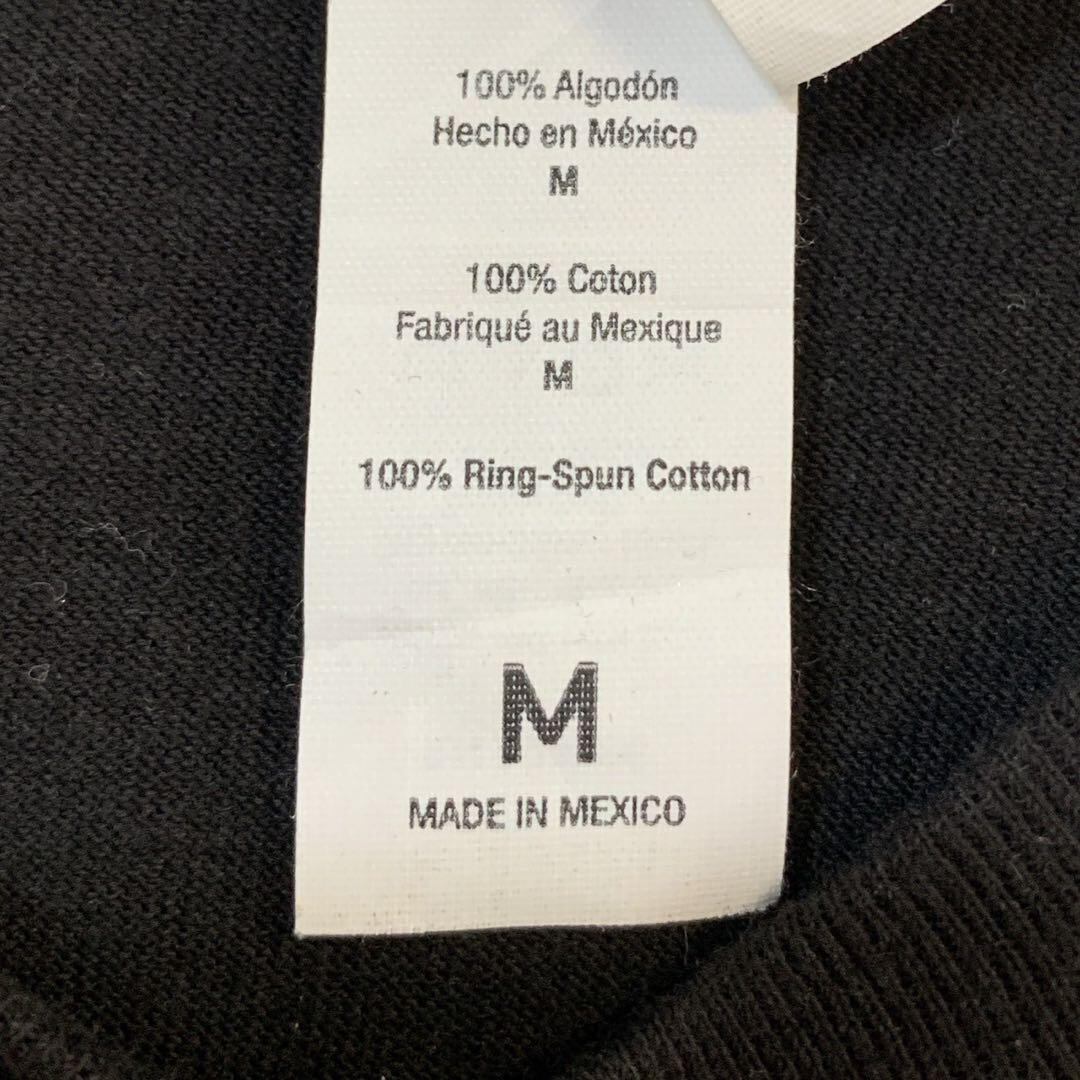 100% Algodón
Hecho en México
M
100% Coton
Fabriqué au Mexique
M
100% Ring-Spun Cotton
M
MADE IN MEXICO